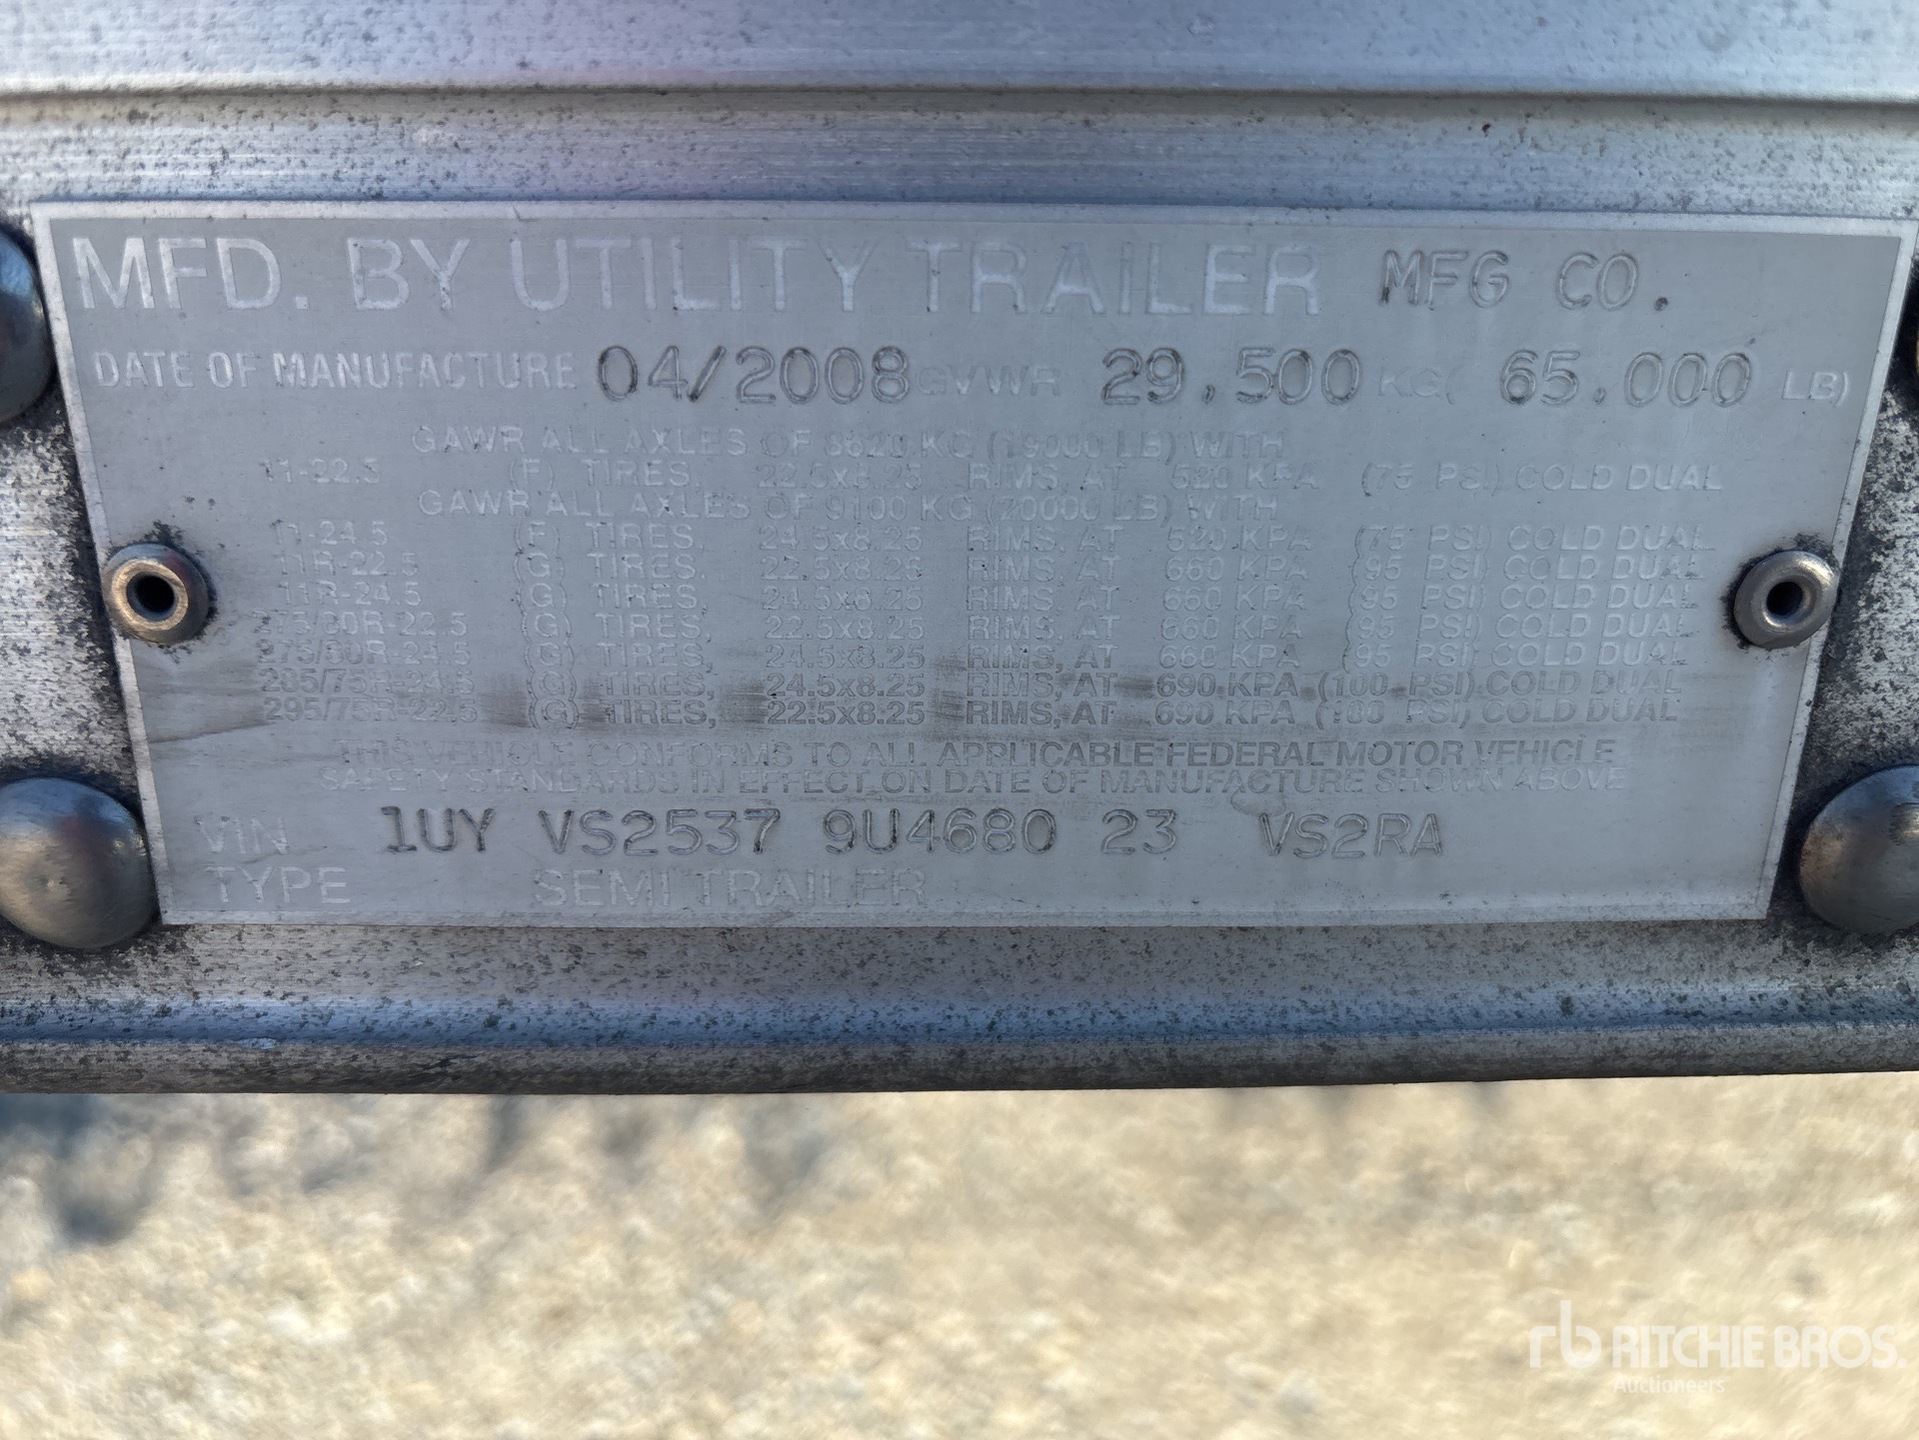 MFD. BY UTILITY TRAILER MFG CO.
DATE OF MANUFACTURE 04/2008 GVWR 29,500 KG( 65,000 LB)
GAWR ALL AXLES OF 8620 KG (19000 LB) WITH
11-22.5 (F) TIRES, 22.5x8.25 RIMS, AT 520 KPA (75 PSI) COLD DUAL
GAWR ALL AXLES OF 9100 KG (20000 LB) WITH
11-24.5 (F) TIRES, 24.5x8.25 RIMS, AT 520 KPA (75 PSI) COLD DUAL
11R-22.5 (G) TIRES, 22.5x8.25 RIMS, AT 660 KPA (95 PSI) COLD DUAL
11R-24.5 (G) TIRES, 24.5x8.25 RIMS, AT 660 KPA (95 PSI) COLD DUAL
275/80R-22.5 (G) TIRES, 22.5x8.25 RIMS, AT 660 KPA (95 PSI) COLD DUAL
275/80R-24.5 (G) TIRES, 24.5x8.25 RIMS, AT 660 KPA (95 PSI) COLD DUAL
285/75R-24.5 (G) TIRES, 24.5x8.25 RIMS, AT 690 KPA (100 PSI) COLD DUAL
295/75R-22.5 (G) TIRES, 22.5x8.25 RIMS, AT 690 KPA (100 PSI) COLD DUAL
THIS VEHICLE CONFORMS TO ALL APPLICABLE FEDERAL MOTOR VEHICLE
SAFETY STANDARDS IN EFFECT ON DATE OF MANUFACTURE SHOWN ABOVE
VIN 1UY VS2537 9U4680 23 VS2RA
TYPE SEMI TRAILER
rb RITCHIE BROS.
Auctioneers